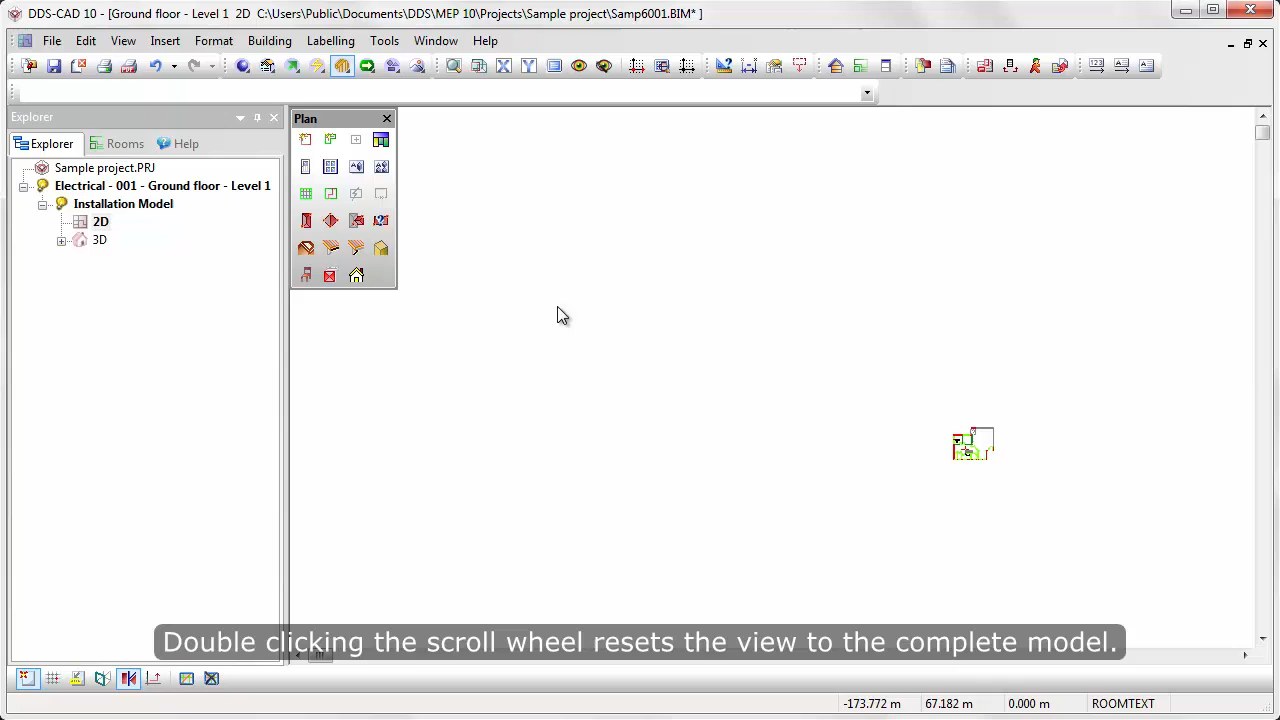 DDS-CAD 10 - [Ground floor - Level 1  2D  C:\Users\Public\Documents\DDS\MEP 10\Projects\Sample project\Samp6001.BIM* ]
File Edit View Insert Format Building Labelling Tools Window Help
Explorer
Plan
Explorer Rooms Help
Sample project.PRJ
Electrical - 001 - Ground floor - Level 1
Installation Model
2D
3D
Double clicking the scroll wheel resets the view to the complete model.
-173.772 m 67.182 m 0.000 m ROOMTEXT